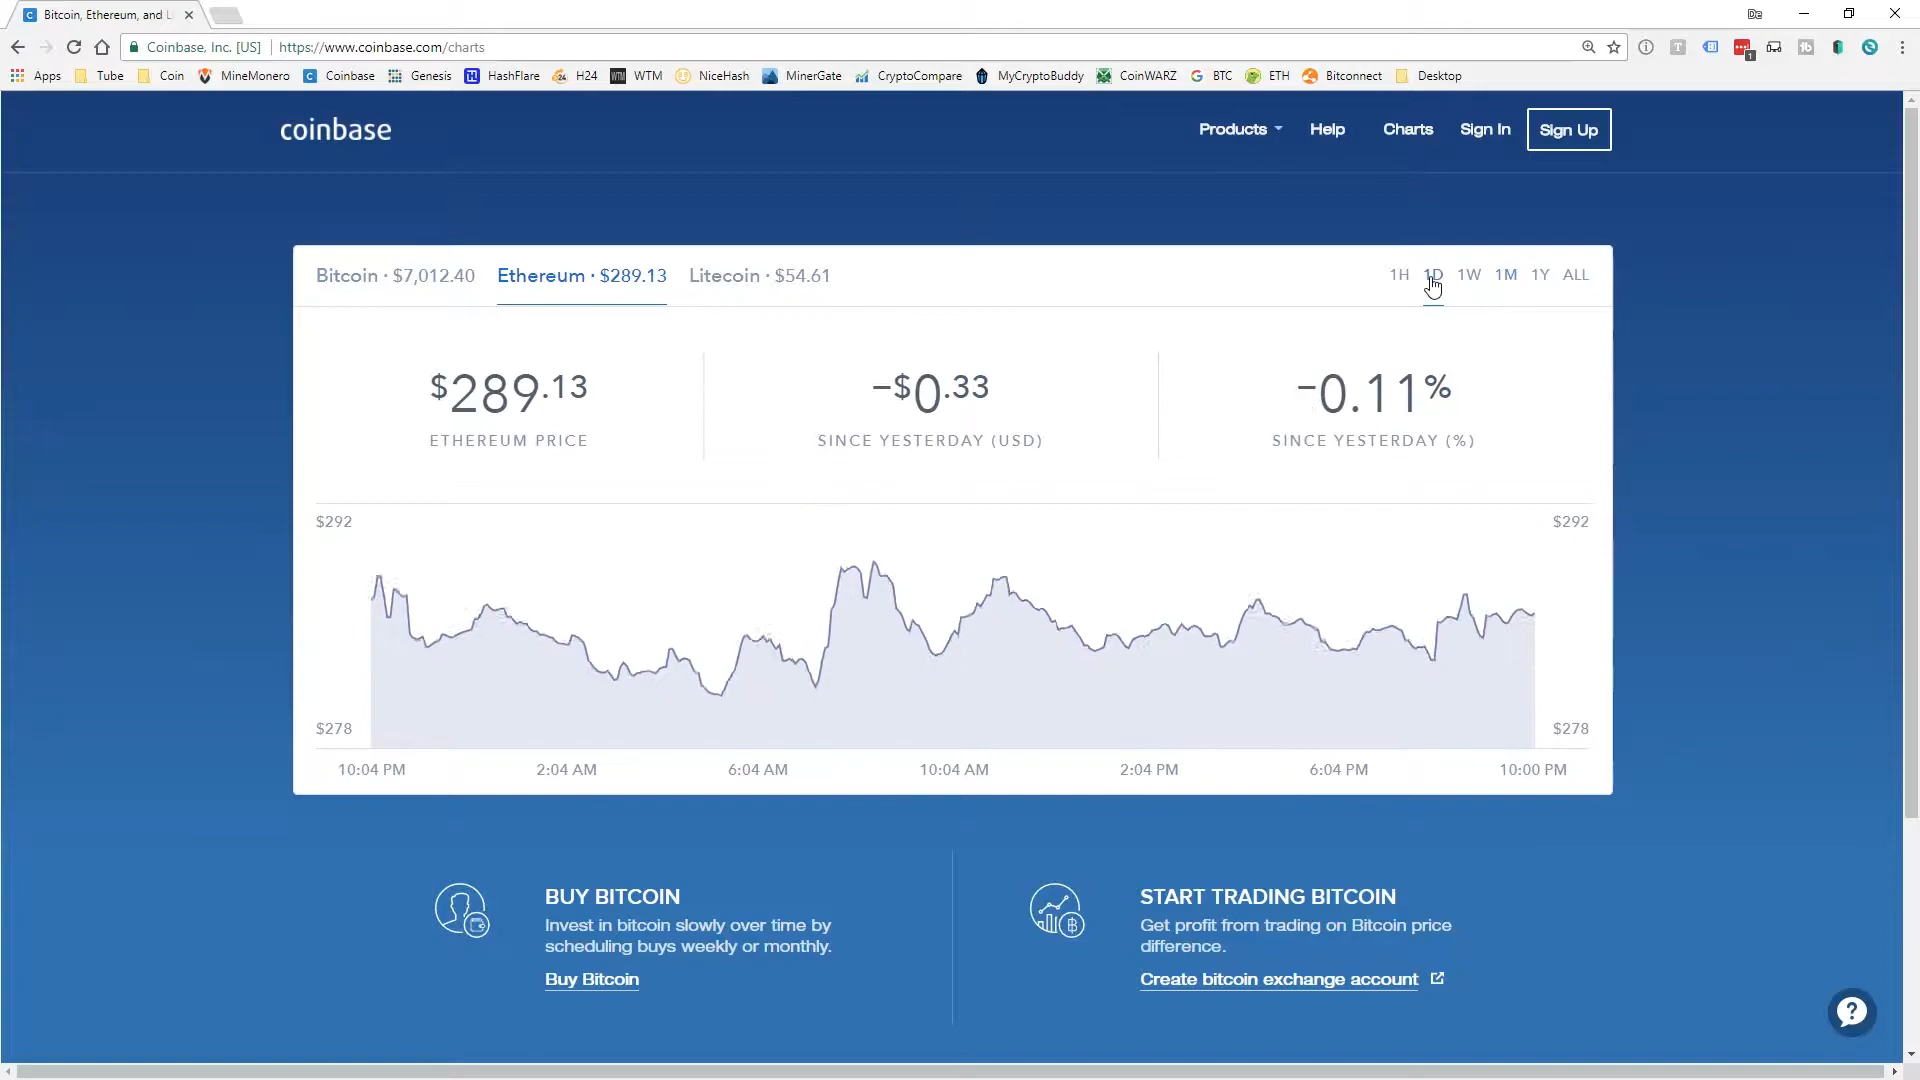 Bitcoin, Ethereum, and L
Coinbase, Inc. [US] https://www.coinbase.com/charts
Apps Tube Coin MineMonero Coinbase Genesis HashFlare H24 WTM NiceHash MinerGate CryptoCompare MyCryptoBuddy CoinWARZ BTC ETH Bitconnect Desktop
coinbase Products Help Charts Sign In Sign Up
Bitcoin · $7,012.40 Ethereum · $289.13 Litecoin · $54.61 1H 1D 1W 1M 1Y ALL
$289.13 −$0.33 −0.11%
ETHEREUM PRICE SINCE YESTERDAY (USD) SINCE YESTERDAY (%)
$292 $292
$278 $278
10:04 PM 2:04 AM 6:04 AM 10:04 AM 2:04 PM 6:04 PM 10:00 PM
BUY BITCOIN
Invest in bitcoin slowly over time by
scheduling buys weekly or monthly.
Buy Bitcoin
START TRADING BITCOIN
Get profit from trading on Bitcoin price
difference.
Create bitcoin exchange account
?